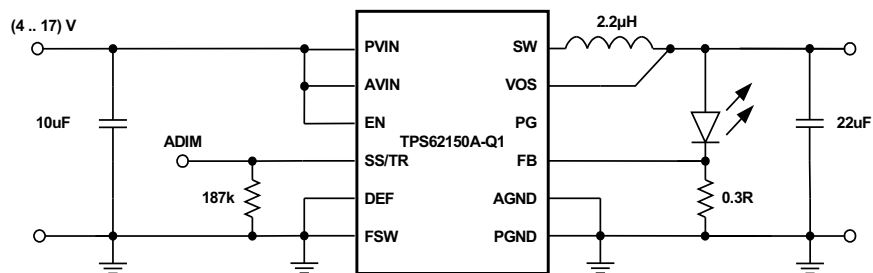 (4 .. 17) V
2.2µH
PVIN
SW
AVIN
VOS
10uF
EN
PG
22uF
TPS62150A-Q1
ADIM
SS/TR
FB
187k
0.3R
DEF
AGND
FSW
PGND